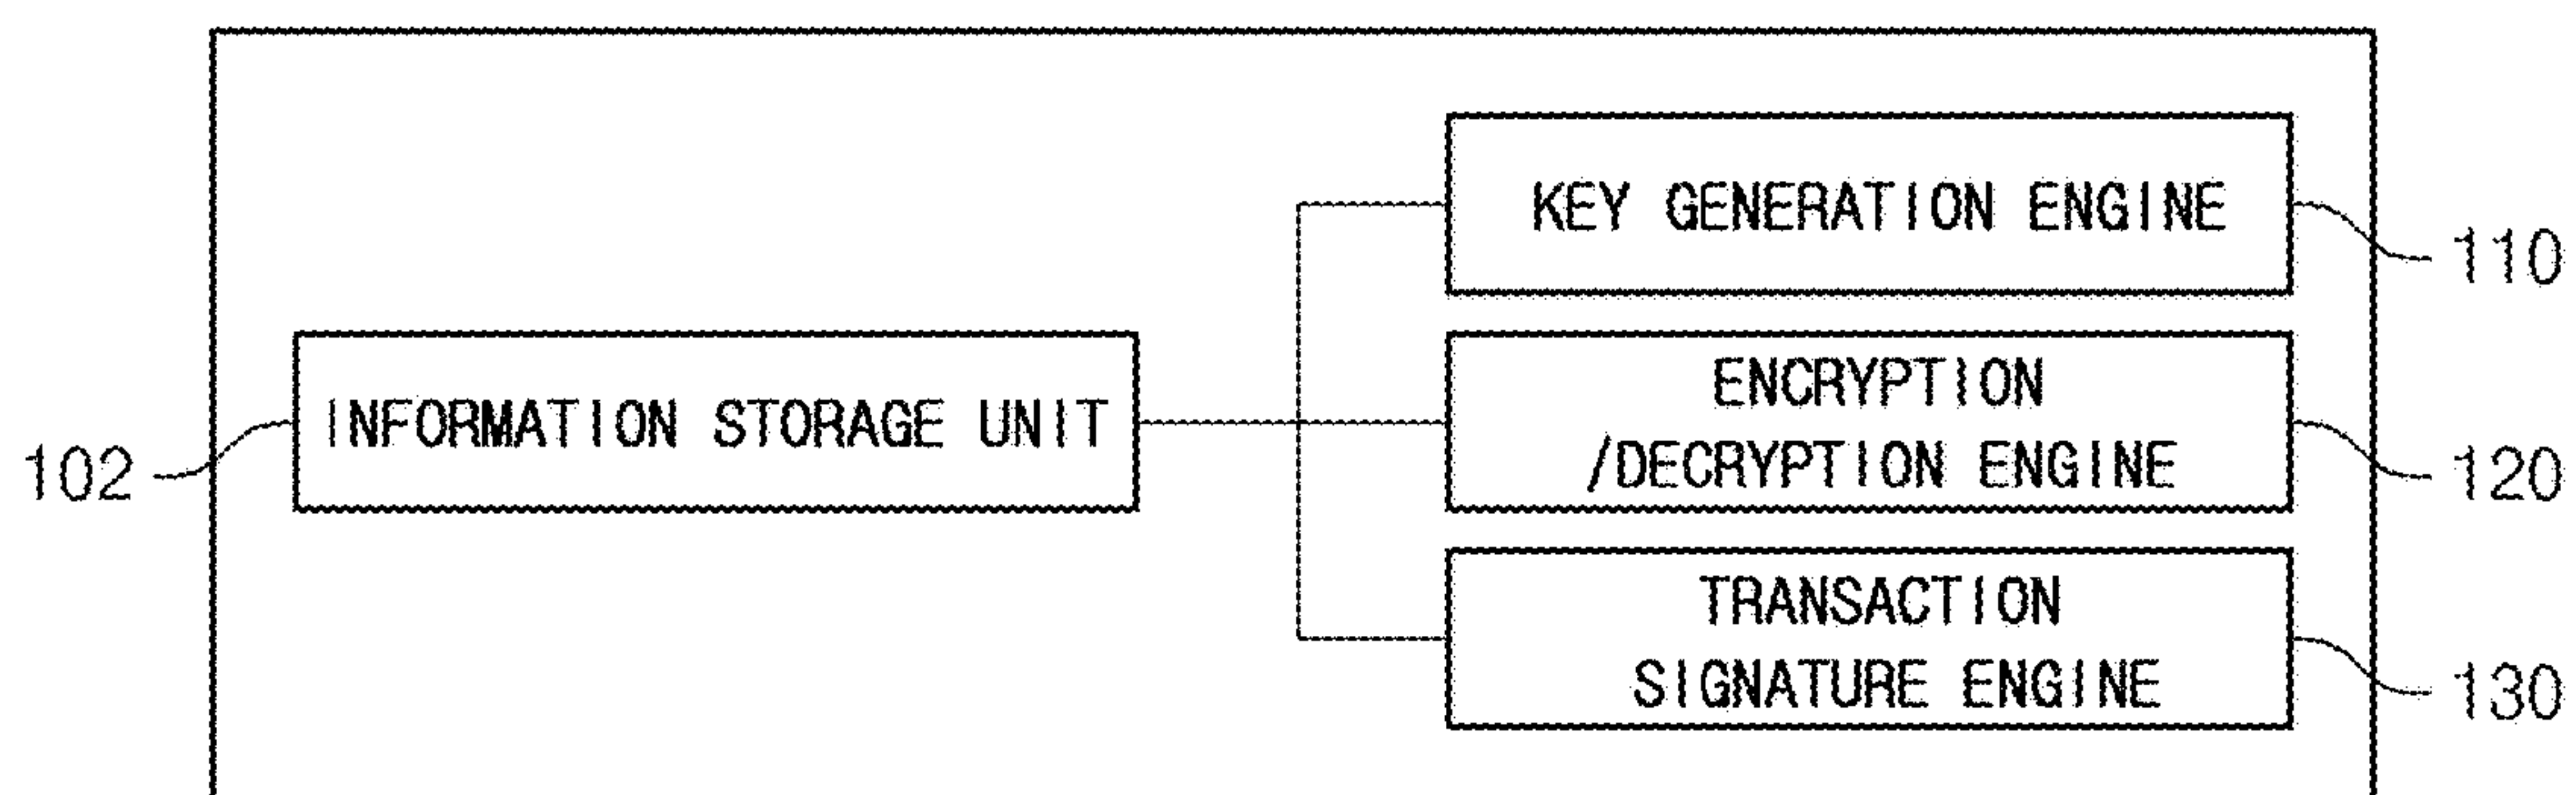 KEY GENERATION ENGINE
110
INFORMATION STORAGE UNIT
102
ENCRYPTION
/DECRYPTION ENGINE
120
TRANSACTION
SIGNATURE ENGINE
130